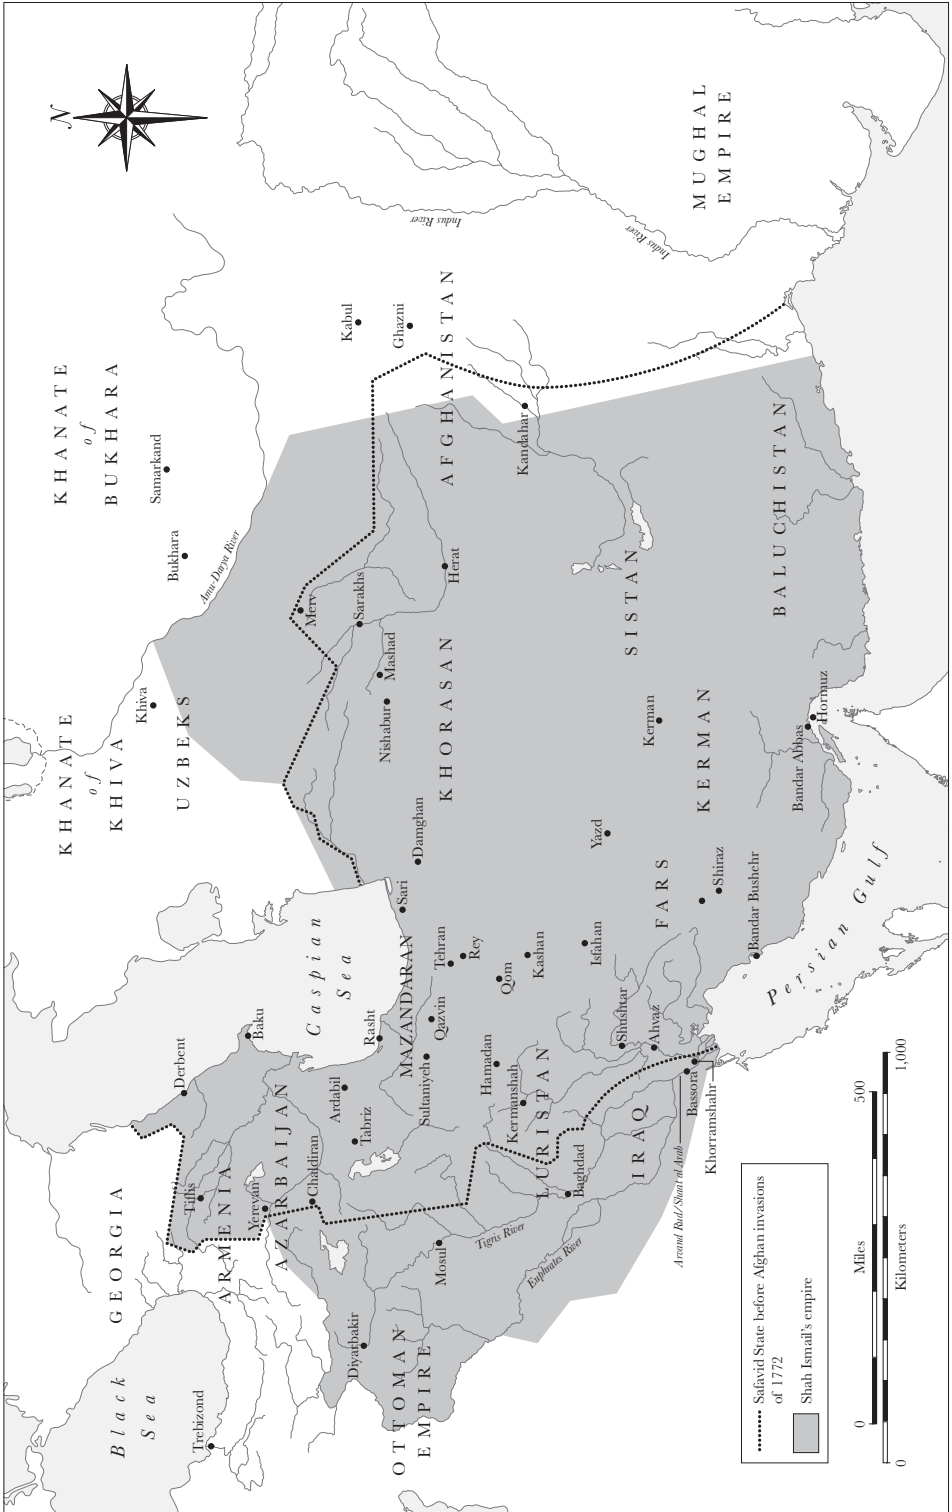 N
KHANATE
of
KHIVA
KHANATE
of
BUKHARA
UZBEKS
Khiva
Bukhara
Samarkand
Amu-Darya River
GEORGIA
Black
Sea
Trebizond
Tiflis
ARMENIA
Yerevan
AZARBAIJAN
Chaldiran
Derbent
Baku
Caspian
Sea
Ardabil
Tabriz
Rasht
MAZANDARAN
Sultaniyeh
Qazvin
Tehran
Rey
Sari
Damghan
Nishabur
Mashad
Sarakhs
Merv
Herat
KHORASAN
Kabul
Ghazni
AFGHANISTAN
Kandahar
Indus River
Indus River
MUGHAL
EMPIRE
OTTOMAN
EMPIRE
Diyarbakir
Mosul
Tigris River
Euphrates River
Baghdad
LURISTAN
IRAQ
Kermanshah
Hamadan
Qom
Kashan
Isfahan
Shushtar
Ahvaz
Bassora
Khorramshahr
Arvand Rud/Shaat al Arab
Yazd
FARS
Shiraz
Bandar Bushehr
Persian Gulf
Kerman
KERMAN
SISTAN
BALUCHISTAN
Bandar Abbas
Hormuz
Safavid State before Afghan invasions
of 1772
Shah Ismail's empire
0
Miles
500
0
Kilometers
1,000